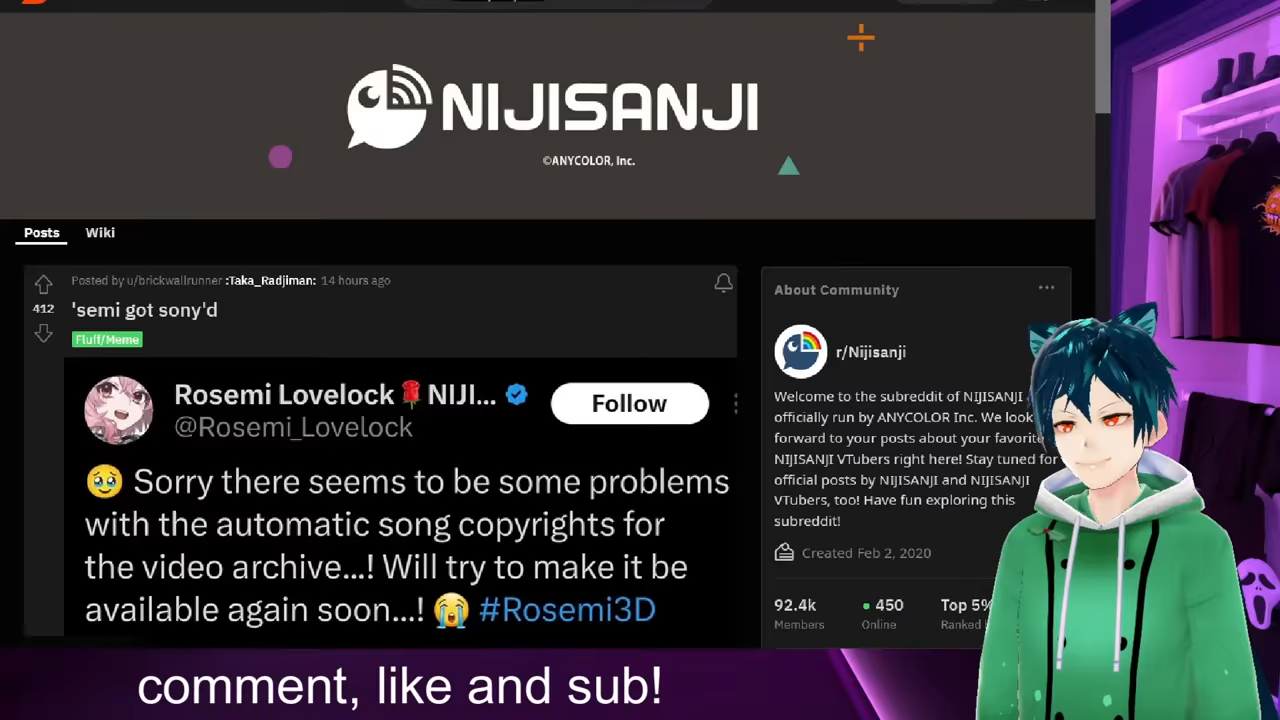 NIJISANJI
©ANYCOLOR, Inc.
Posts Wiki
Posted by u/brickwallrunner :Taka_Radjiman: 14 hours ago
412
'semi got sony'd
Fluff/Meme
Rosemi Lovelock🌹NIJI...
@Rosemi_Lovelock
Follow
🥹 Sorry there seems to be some problems
with the automatic song copyrights for
the video archive...! Will try to make it be
available again soon...! 😭 #Rosemi3D
About Community
r/Nijisanji
Welcome to the subreddit of NIJISANJI
officially run by ANYCOLOR Inc. We look
forward to your posts about your favorite
NIJISANJI VTubers right here! Stay tuned for
official posts by NIJISANJI and NIJISANJI
VTubers, too! Have fun exploring this
subreddit!
Created Feb 2, 2020
92.4k 450 Top 5%
Members Online Ranked
comment, like and sub!